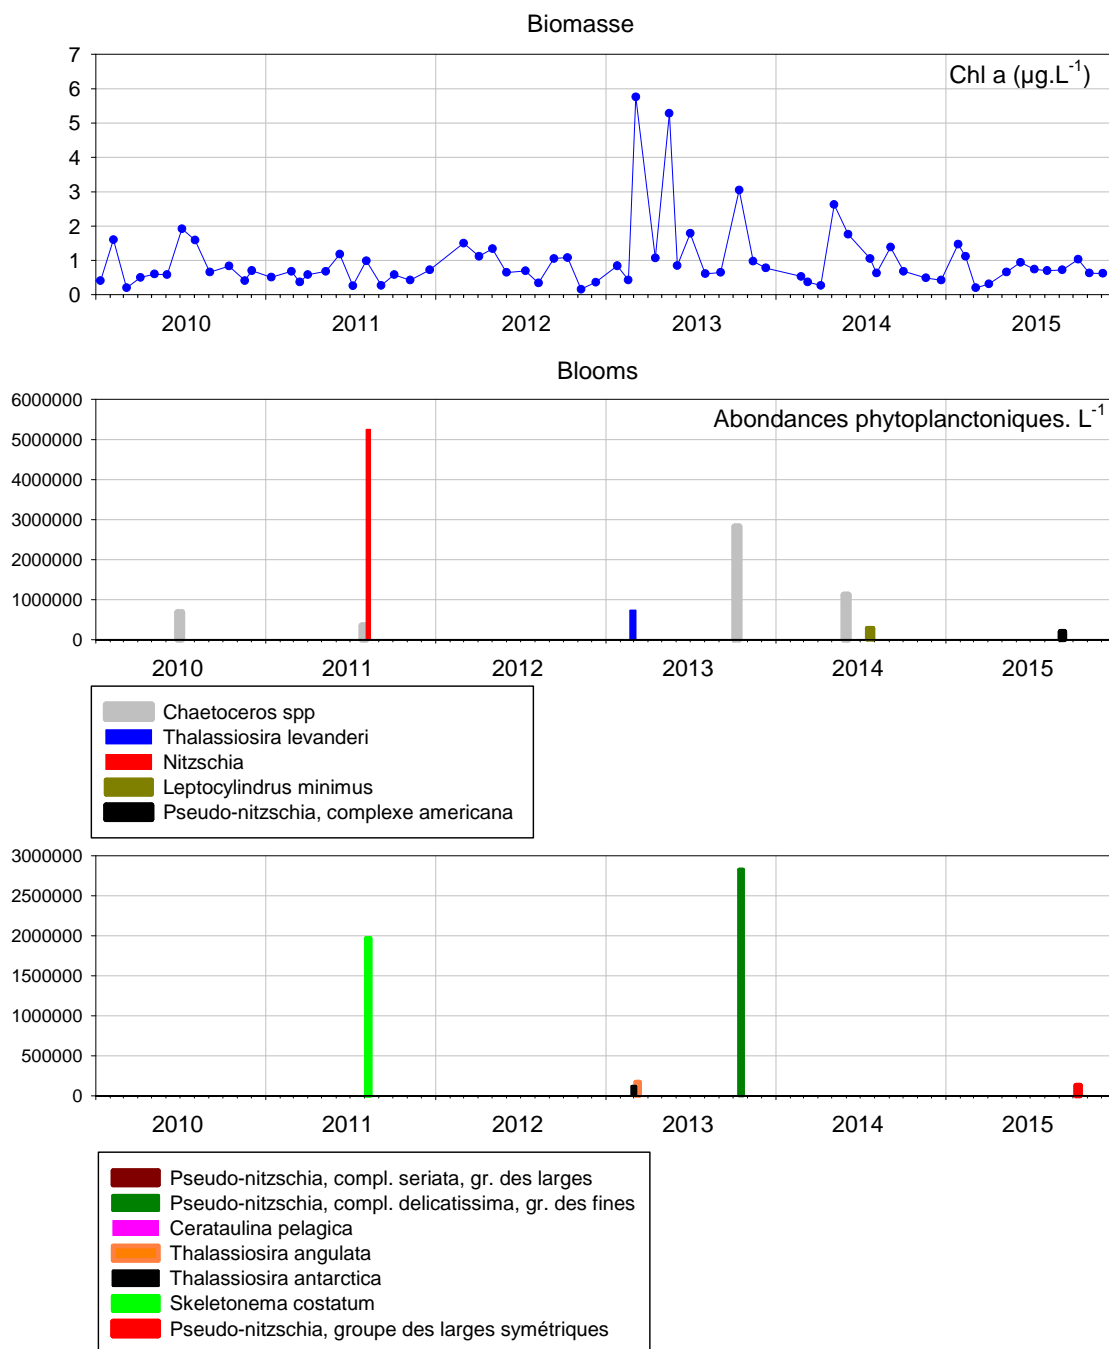 Biomasse
Chl a (µg.L⁻¹)
7
6
5
4
3
2
1
0
2010 2011 2012 2013 2014 2015
Blooms
Abondances phytoplanctoniques. L⁻¹
6000000
5000000
4000000
3000000
2000000
1000000
0
2010 2011 2012 2013 2014 2015
Chaetoceros spp
Thalassiosira levanderi
Nitzschia
Leptocylindrus minimus
Pseudo-nitzschia, complexe americana
3000000
2500000
2000000
1500000
1000000
500000
0
2010 2011 2012 2013 2014 2015
Pseudo-nitzschia, compl. seriata, gr. des larges
Pseudo-nitzschia, compl. delicatissima, gr. des fines
Cerataulina pelagica
Thalassiosira angulata
Thalassiosira antarctica
Skeletonema costatum
Pseudo-nitzschia, groupe des larges symétriques